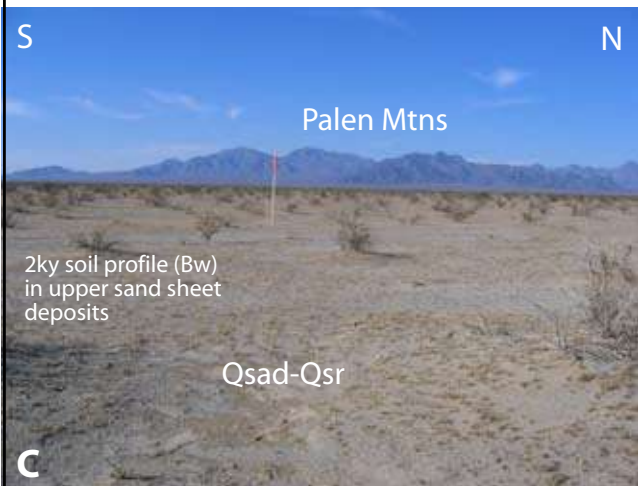 S
N
Palen Mtns
2ky soil profile (Bw)
in upper sand sheet
deposits
Qsad-Qsr
C